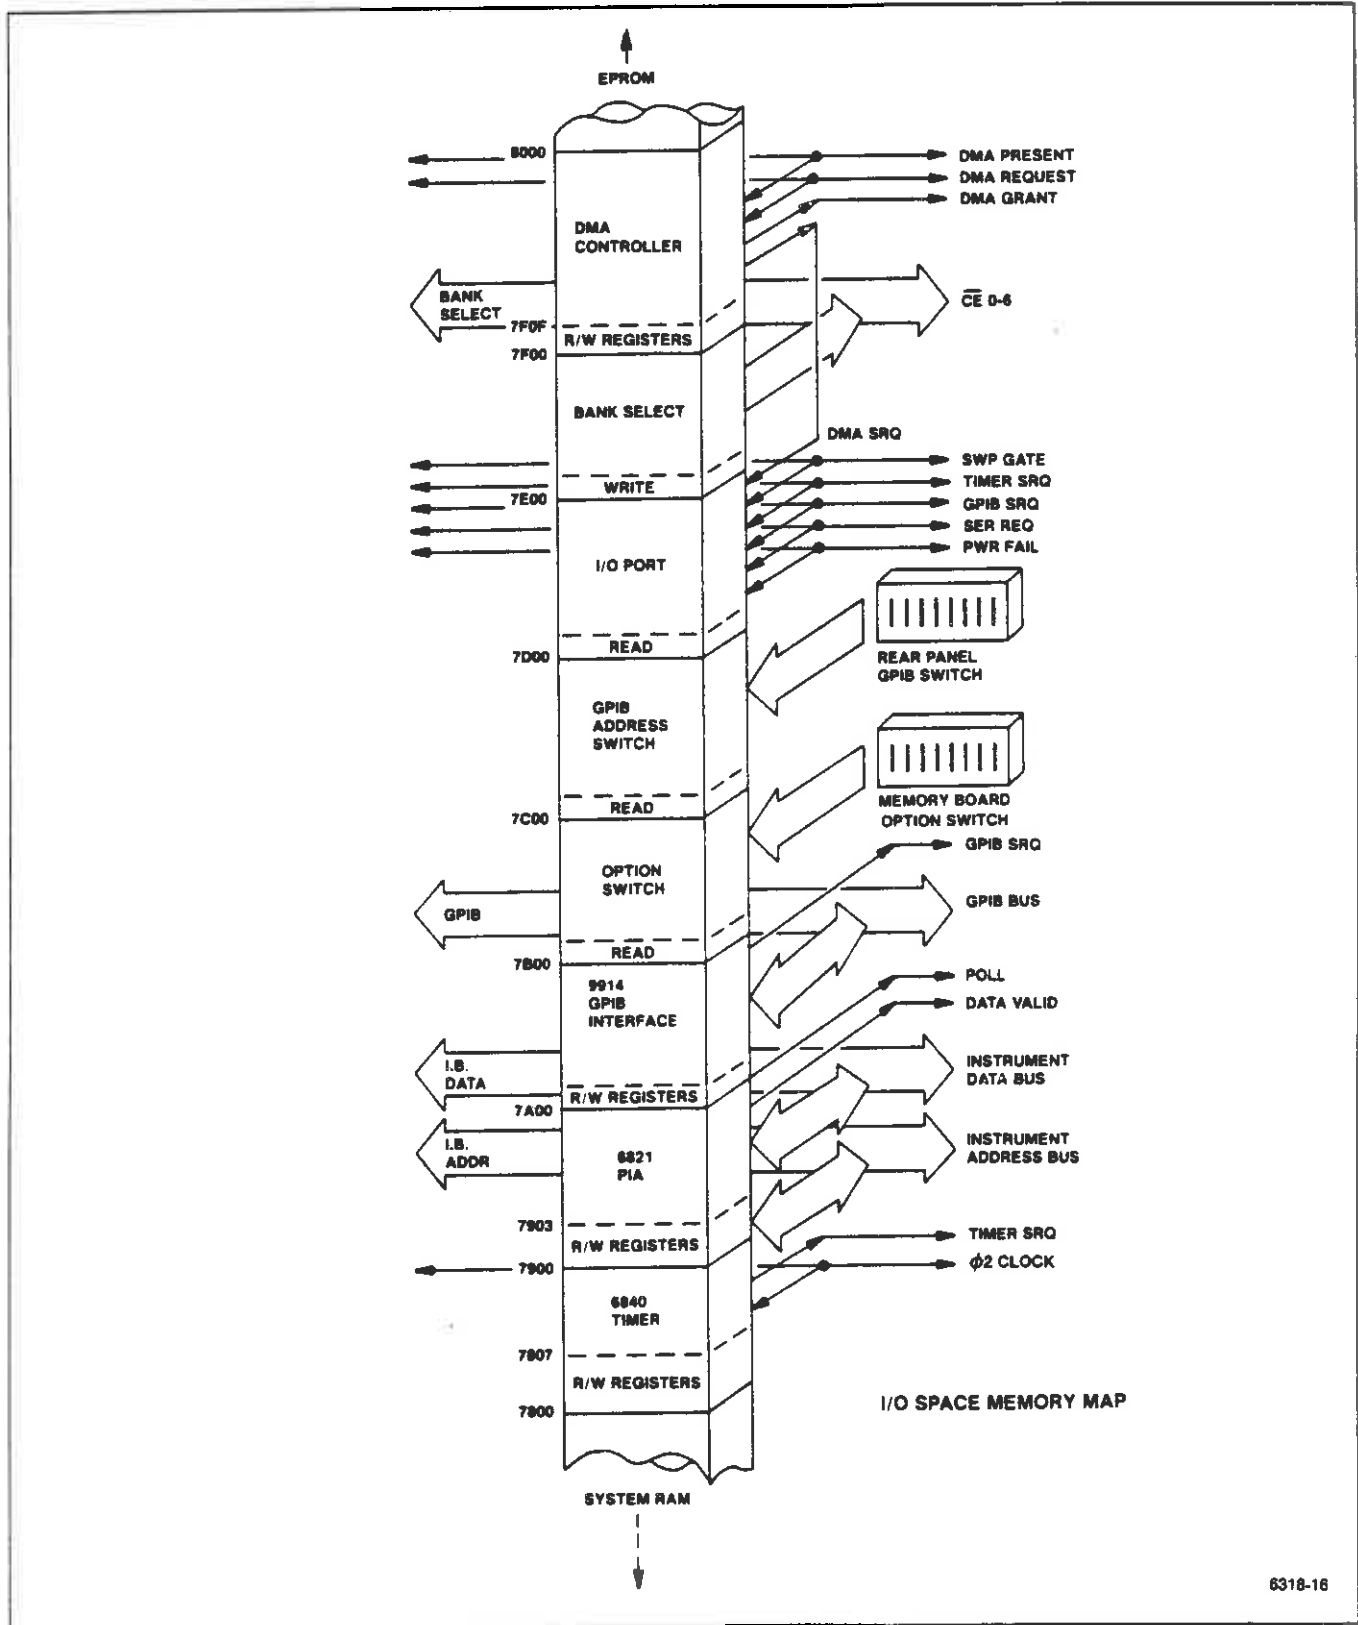 EPROM
8000
DMA PRESENT
DMA REQUEST
DMA GRANT
DMA
CONTROLLER
BANK
SELECT
CE 0-6
7F0F
R/W REGISTERS
7F00
BANK SELECT
DMA SRQ
SWP GATE
TIMER SRQ
WRITE
7E00
GPIB SRQ
SER REQ
PWR FAIL
I/O PORT
READ
7D00
REAR PANEL
GPIB SWITCH
GPIB
ADDRESS
SWITCH
READ
7C00
MEMORY BOARD
OPTION SWITCH
GPIB SRQ
OPTION
SWITCH
GPIB
GPIB BUS
READ
7B00
9914
GPIB
INTERFACE
POLL
DATA VALID
I.B.
DATA
INSTRUMENT
DATA BUS
R/W REGISTERS
7A00
I.B.
ADDR
6821
PIA
INSTRUMENT
ADDRESS BUS
7903
R/W REGISTERS
TIMER SRQ
7900
ϕ2 CLOCK
6840
TIMER
7807
R/W REGISTERS
7800
I/O SPACE MEMORY MAP
SYSTEM RAM
6318-16